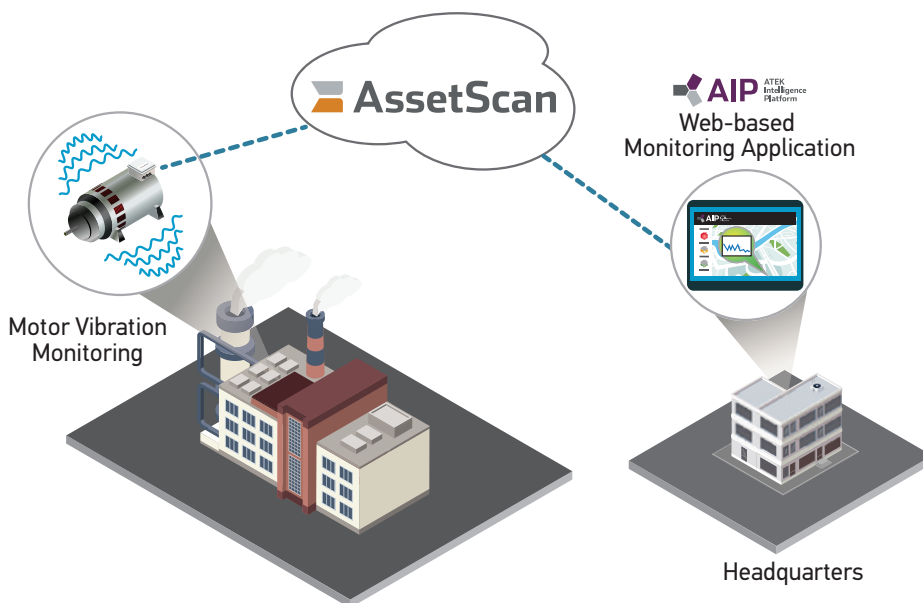 AssetScan
AIP ATEK
Intelligence
Platform
Web-based
Monitoring Application
AIP
Motor Vibration
Monitoring
Headquarters